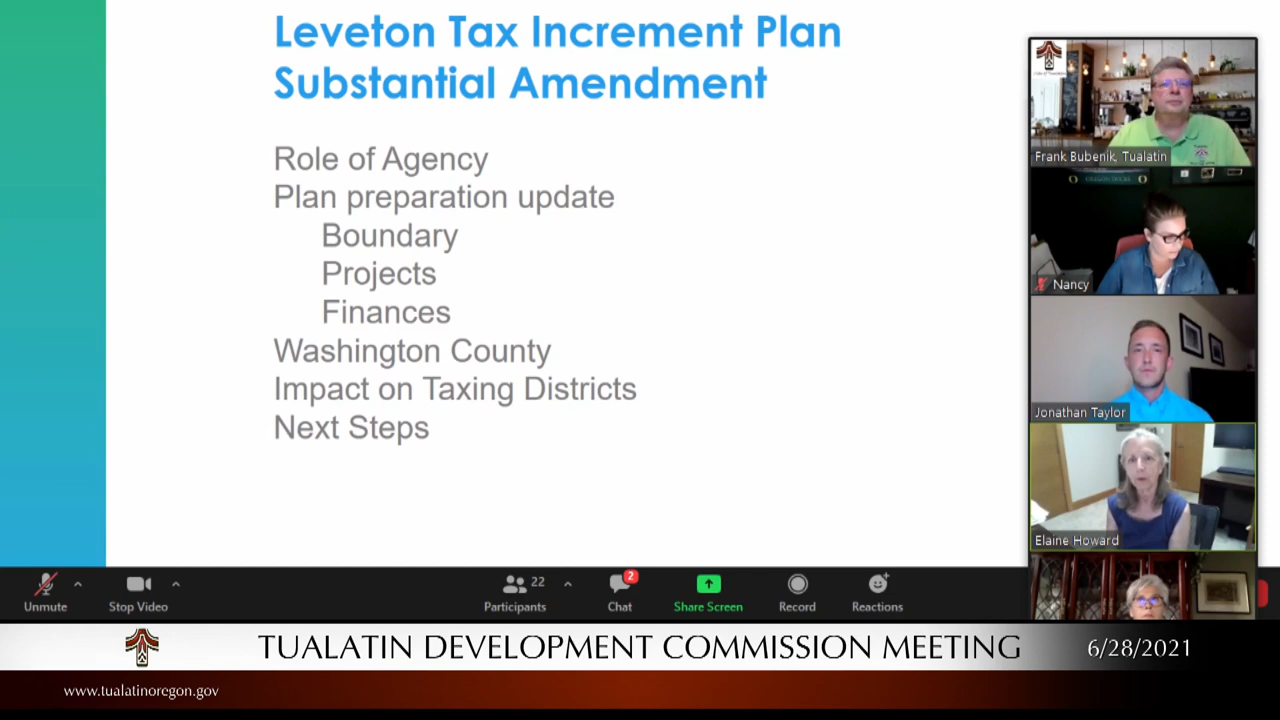 Leveton Tax Increment Plan
Substantial Amendment
Role of Agency
Plan preparation update
Boundary
Projects
Finances
Washington County
Impact on Taxing Districts
Next Steps
Frank Bubenik, Tualatin
OREGON DUCKS
Nancy
Jonathan Taylor
Elaine Howard
Unmute
Stop Video
22
Participants
2
Chat
Share Screen
Record
Reactions
TUALATIN DEVELOPMENT COMMISSION MEETING
6/28/2021
www.tualatinoregon.gov